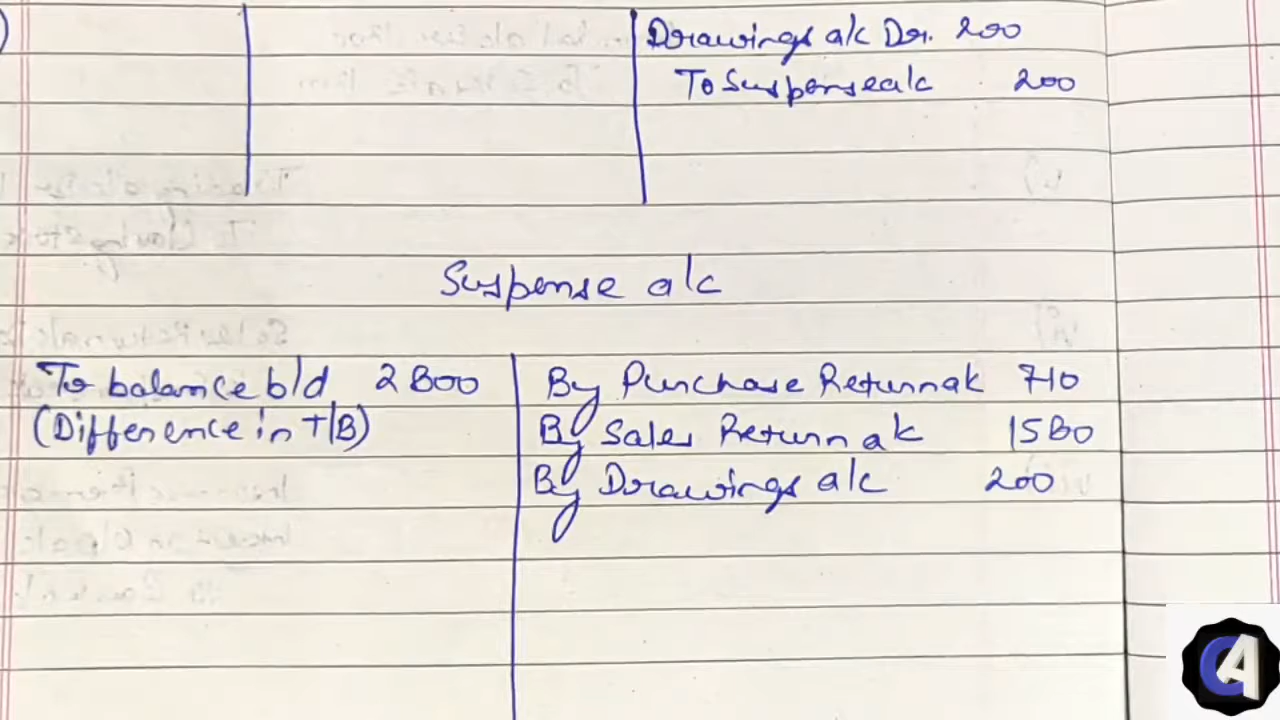 )
Drawings a/c Dr. 200
To Suspense a/c 200
Suspense a/c
To balance b/d 2800
(Difference in T/B)
By Purchase Return a/c 710
By Sales Return a/c 1580
By Drawings a/c 200
CA